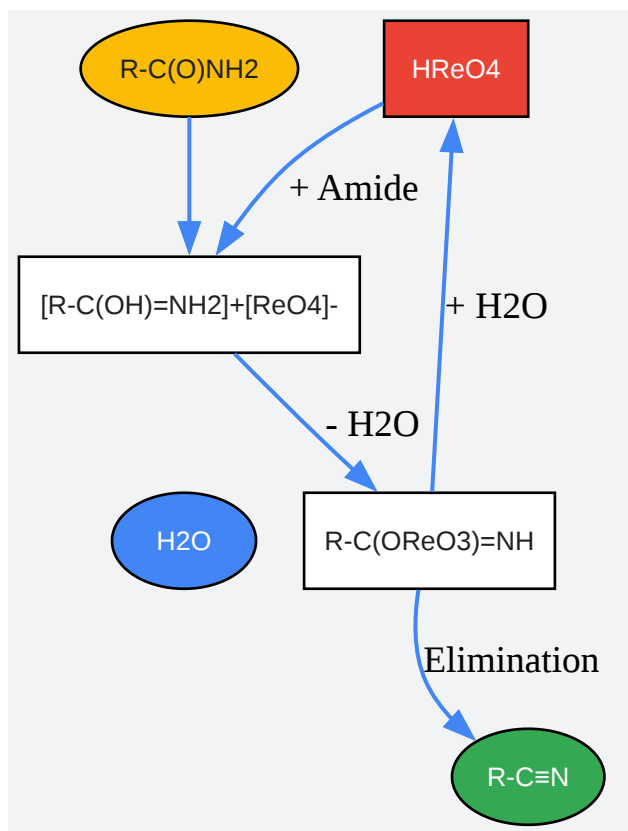 R-C(O)NH2
HReO4
+ Amide
[R-C(OH)=NH2]+[ReO4]-
+ H2O
- H2O
H2O
R-C(OReO3)=NH
Elimination
R-C≡N